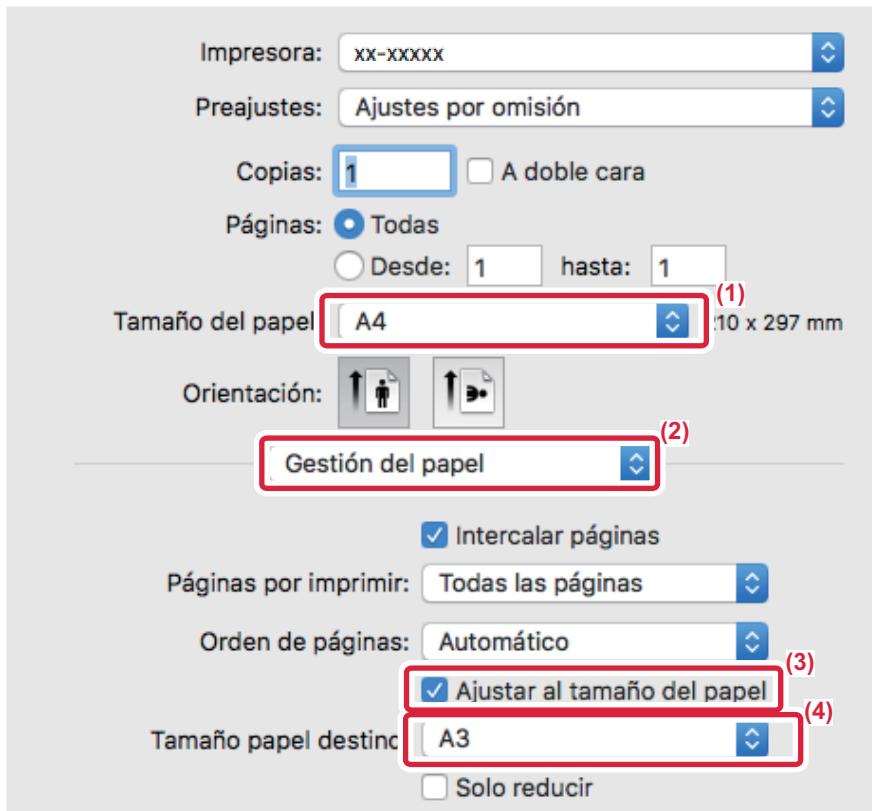 Impresora: xx-xxxxx
Preajustes: Ajustes por omisión
Copias: 1 A doble cara
Páginas: Todas
Desde: 1 hasta: 1
(1)
Tamaño del papel A4 210 x 297 mm
Orientación:
(2)
Gestión del papel
Intercalar páginas
Páginas por imprimir: Todas las páginas
Orden de páginas: Automático
(3)
Ajustar al tamaño del papel
(4)
Tamaño papel destino A3
Solo reducir